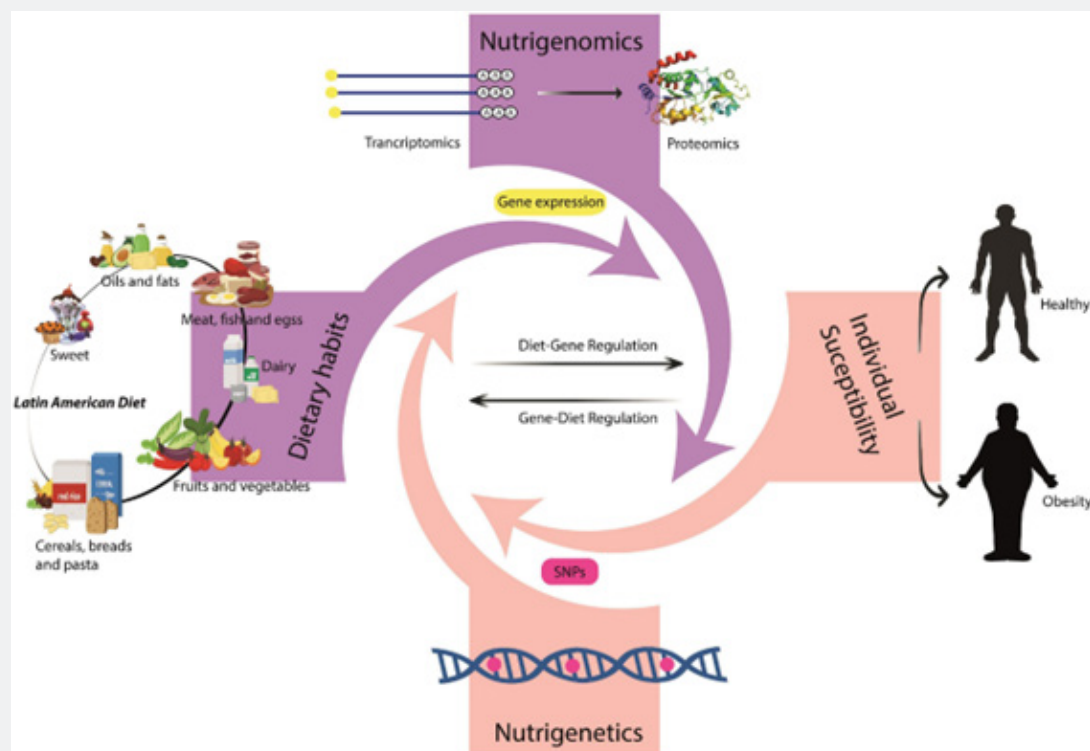 Nutrigenomics
A A A
A A A
A A A
Trancriptomics
Proteomics
Gene expression
Oils and fats
Meat, fish and egss
Sweet
Dairy
Latin American Diet
Fruits and vegetables
Cereals, breads
and pasta
Dietary habits
Diet-Gene Regulation
Gene-Diet Regulation
Individual
Suceptibility
Healthy
Obesity
SNPs
Nutrigenetics